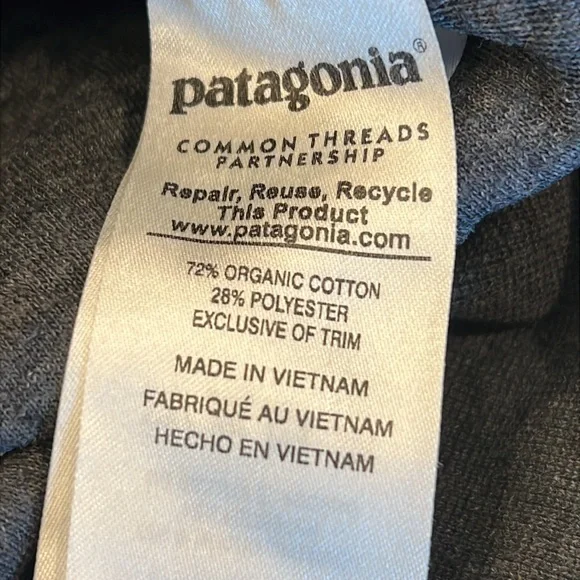 patagonia®
COMMON THREADS
PARTNERSHIP
Repair, Reuse, Recycle
This Product
www.patagonia.com
72% ORGANIC COTTON
28% POLYESTER
EXCLUSIVE OF TRIM
MADE IN VIETNAM
FABRIQUÉ AU VIETNAM
HECHO EN VIETNAM